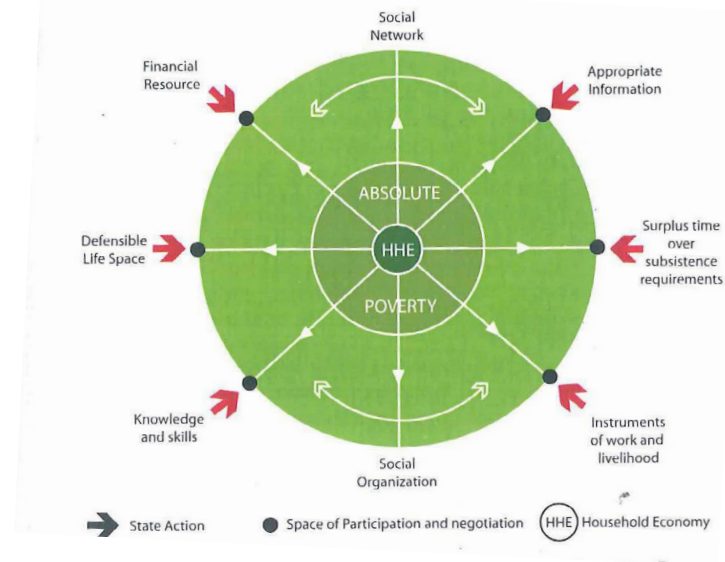 Social
Network
Financial
Resource
Appropriate
Information
ABSOLUTE
Defensible
Life Space
HHE
Surplus time
over
subsistence
requirements
POVERTY
Knowledge
and skills
Instruments
of work and
livelihood
Social
Organization
State Action
Space of Participation and negotiation
HHE Household Economy